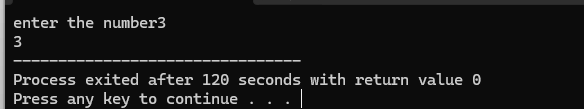 enter the number3
3
--------------------------------
Process exited after 120 seconds with return value 0
Press any key to continue . . .